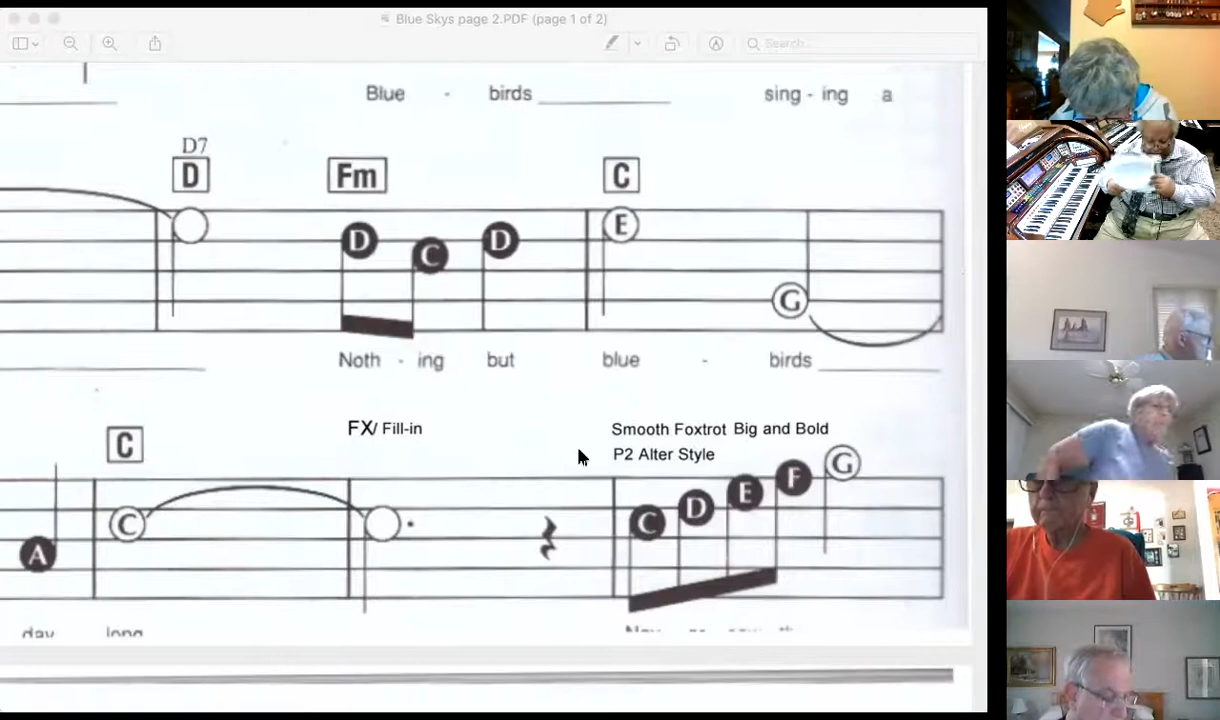 Blue Skys page 2.PDF (page 1 of 2)
Search...
Blue - birds sing - ing a
D7
D Fm C
D C D E G
Noth - ing but blue - birds
FX/ Fill-in Smooth Foxtrot Big and Bold
C P2 Alter Style
A C C D E F G
day long